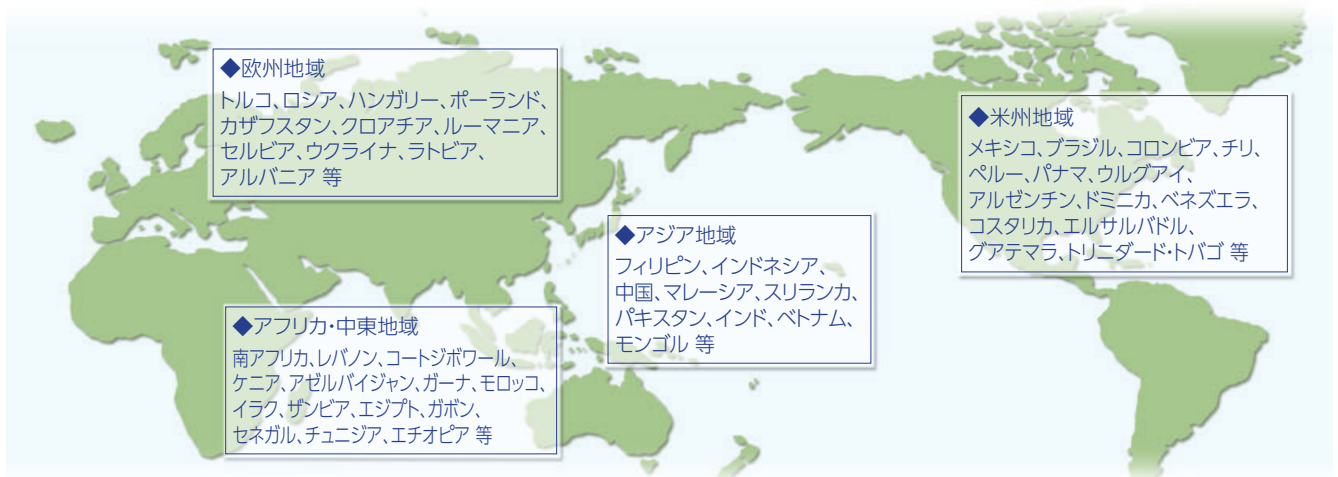 ◆欧州地域
トルコ、ロシア、ハンガリー、ポーランド、
カザフスタン、クロアチア、ルーマニア、
セルビア、ウクライナ、ラトビア、
アルバニア 等
◆米州地域
メキシコ、ブラジル、コロンビア、チリ、
ペルー、パナマ、ウルグアイ、
アルゼンチン、ドミニカ、ベネズエラ、
コスタリカ、エルサルバドル、
グアテマラ、トリニダード・トバゴ 等
◆アジア地域
フィリピン、インドネシア、
中国、マレーシア、スリランカ、
パキスタン、インド、ベトナム、
モンゴル 等
◆アフリカ・中東地域
南アフリカ、レバノン、コートジボワール、
ケニア、アゼルバイジャン、ガーナ、モロッコ、
イラク、ザンビア、エジプト、ガボン、
セネガル、チュニジア、エチオピア 等